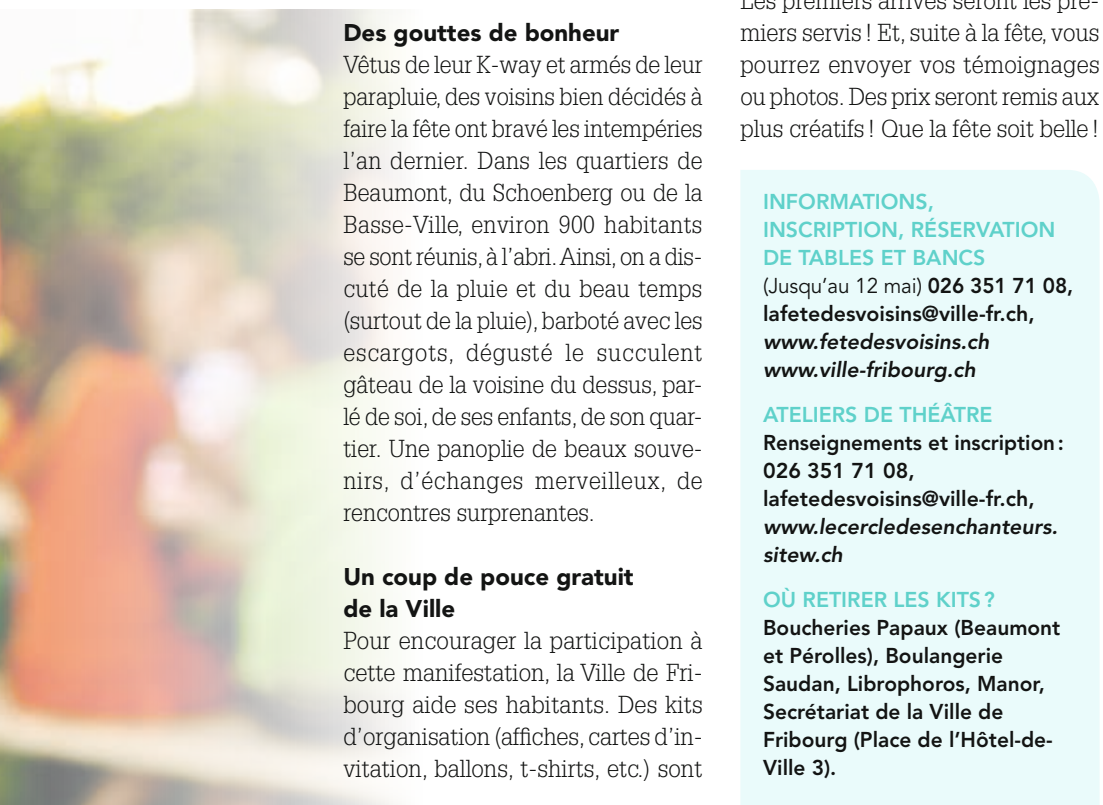 Des gouttes de bonheur
Vêtus de leur K-way et armés de leur
parapluie, des voisins bien décidés à
faire la fête ont bravé les intempéries
l'an dernier. Dans les quartiers de
Beaumont, du Schoenberg ou de la
Basse-Ville, environ 900 habitants
se sont réunis, à l'abri. Ainsi, on a dis-
cuté de la pluie et du beau temps
(surtout de la pluie), barboté avec les
escargots, dégusté le succulent
gâteau de la voisine du dessus, par-
lé de soi, de ses enfants, de son quar-
tier. Une panoplie de beaux souve-
nirs, d'échanges merveilleux, de
rencontres surprenantes.
Un coup de pouce gratuit
de la Ville
Pour encourager la participation à
cette manifestation, la Ville de Fri-
bourg aide ses habitants. Des kits
d'organisation (affiches, cartes d'in-
vitation, ballons, t-shirts, etc.) sont
Les premiers arrivés seront les pre-
miers servis ! Et, suite à la fête, vous
pourrez envoyer vos témoignages
ou photos. Des prix seront remis aux
plus créatifs ! Que la fête soit belle !
INFORMATIONS,
INSCRIPTION, RÉSERVATION
DE TABLES ET BANCS
(Jusqu'au 12 mai) 026 351 71 08,
lafetedesvoisins@ville-fr.ch,
www.fetedesvoisins.ch
www.ville-fribourg.ch
ATELIERS DE THÉÂTRE
Renseignements et inscription :
026 351 71 08,
lafetedesvoisins@ville-fr.ch,
www.lecercledesenchanteurs.
sitew.ch
OÙ RETIRER LES KITS ?
Boucheries Papaux (Beaumont
et Pérolles), Boulangerie
Saudan, Librophoros, Manor,
Secrétariat de la Ville de
Fribourg (Place de l'Hôtel-de-
Ville 3).